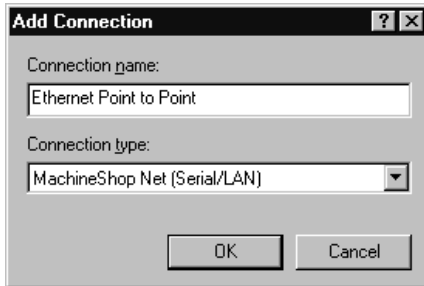 Add Connection
Connection name:
Ethernet Point to Point
Connection type:
MachineShop Net (Serial/LAN)
OK Cancel